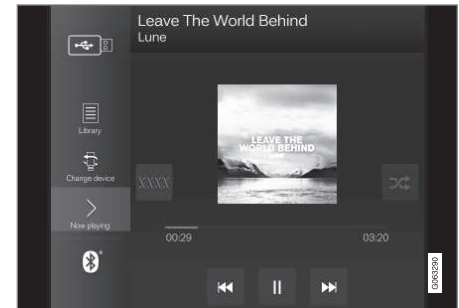 Leave The World Behind
Lune
Library
LEAVE THE
WORLD BEHIND
LUNE
Change device
XXXX
Now playing
00:29
03:20
G063290